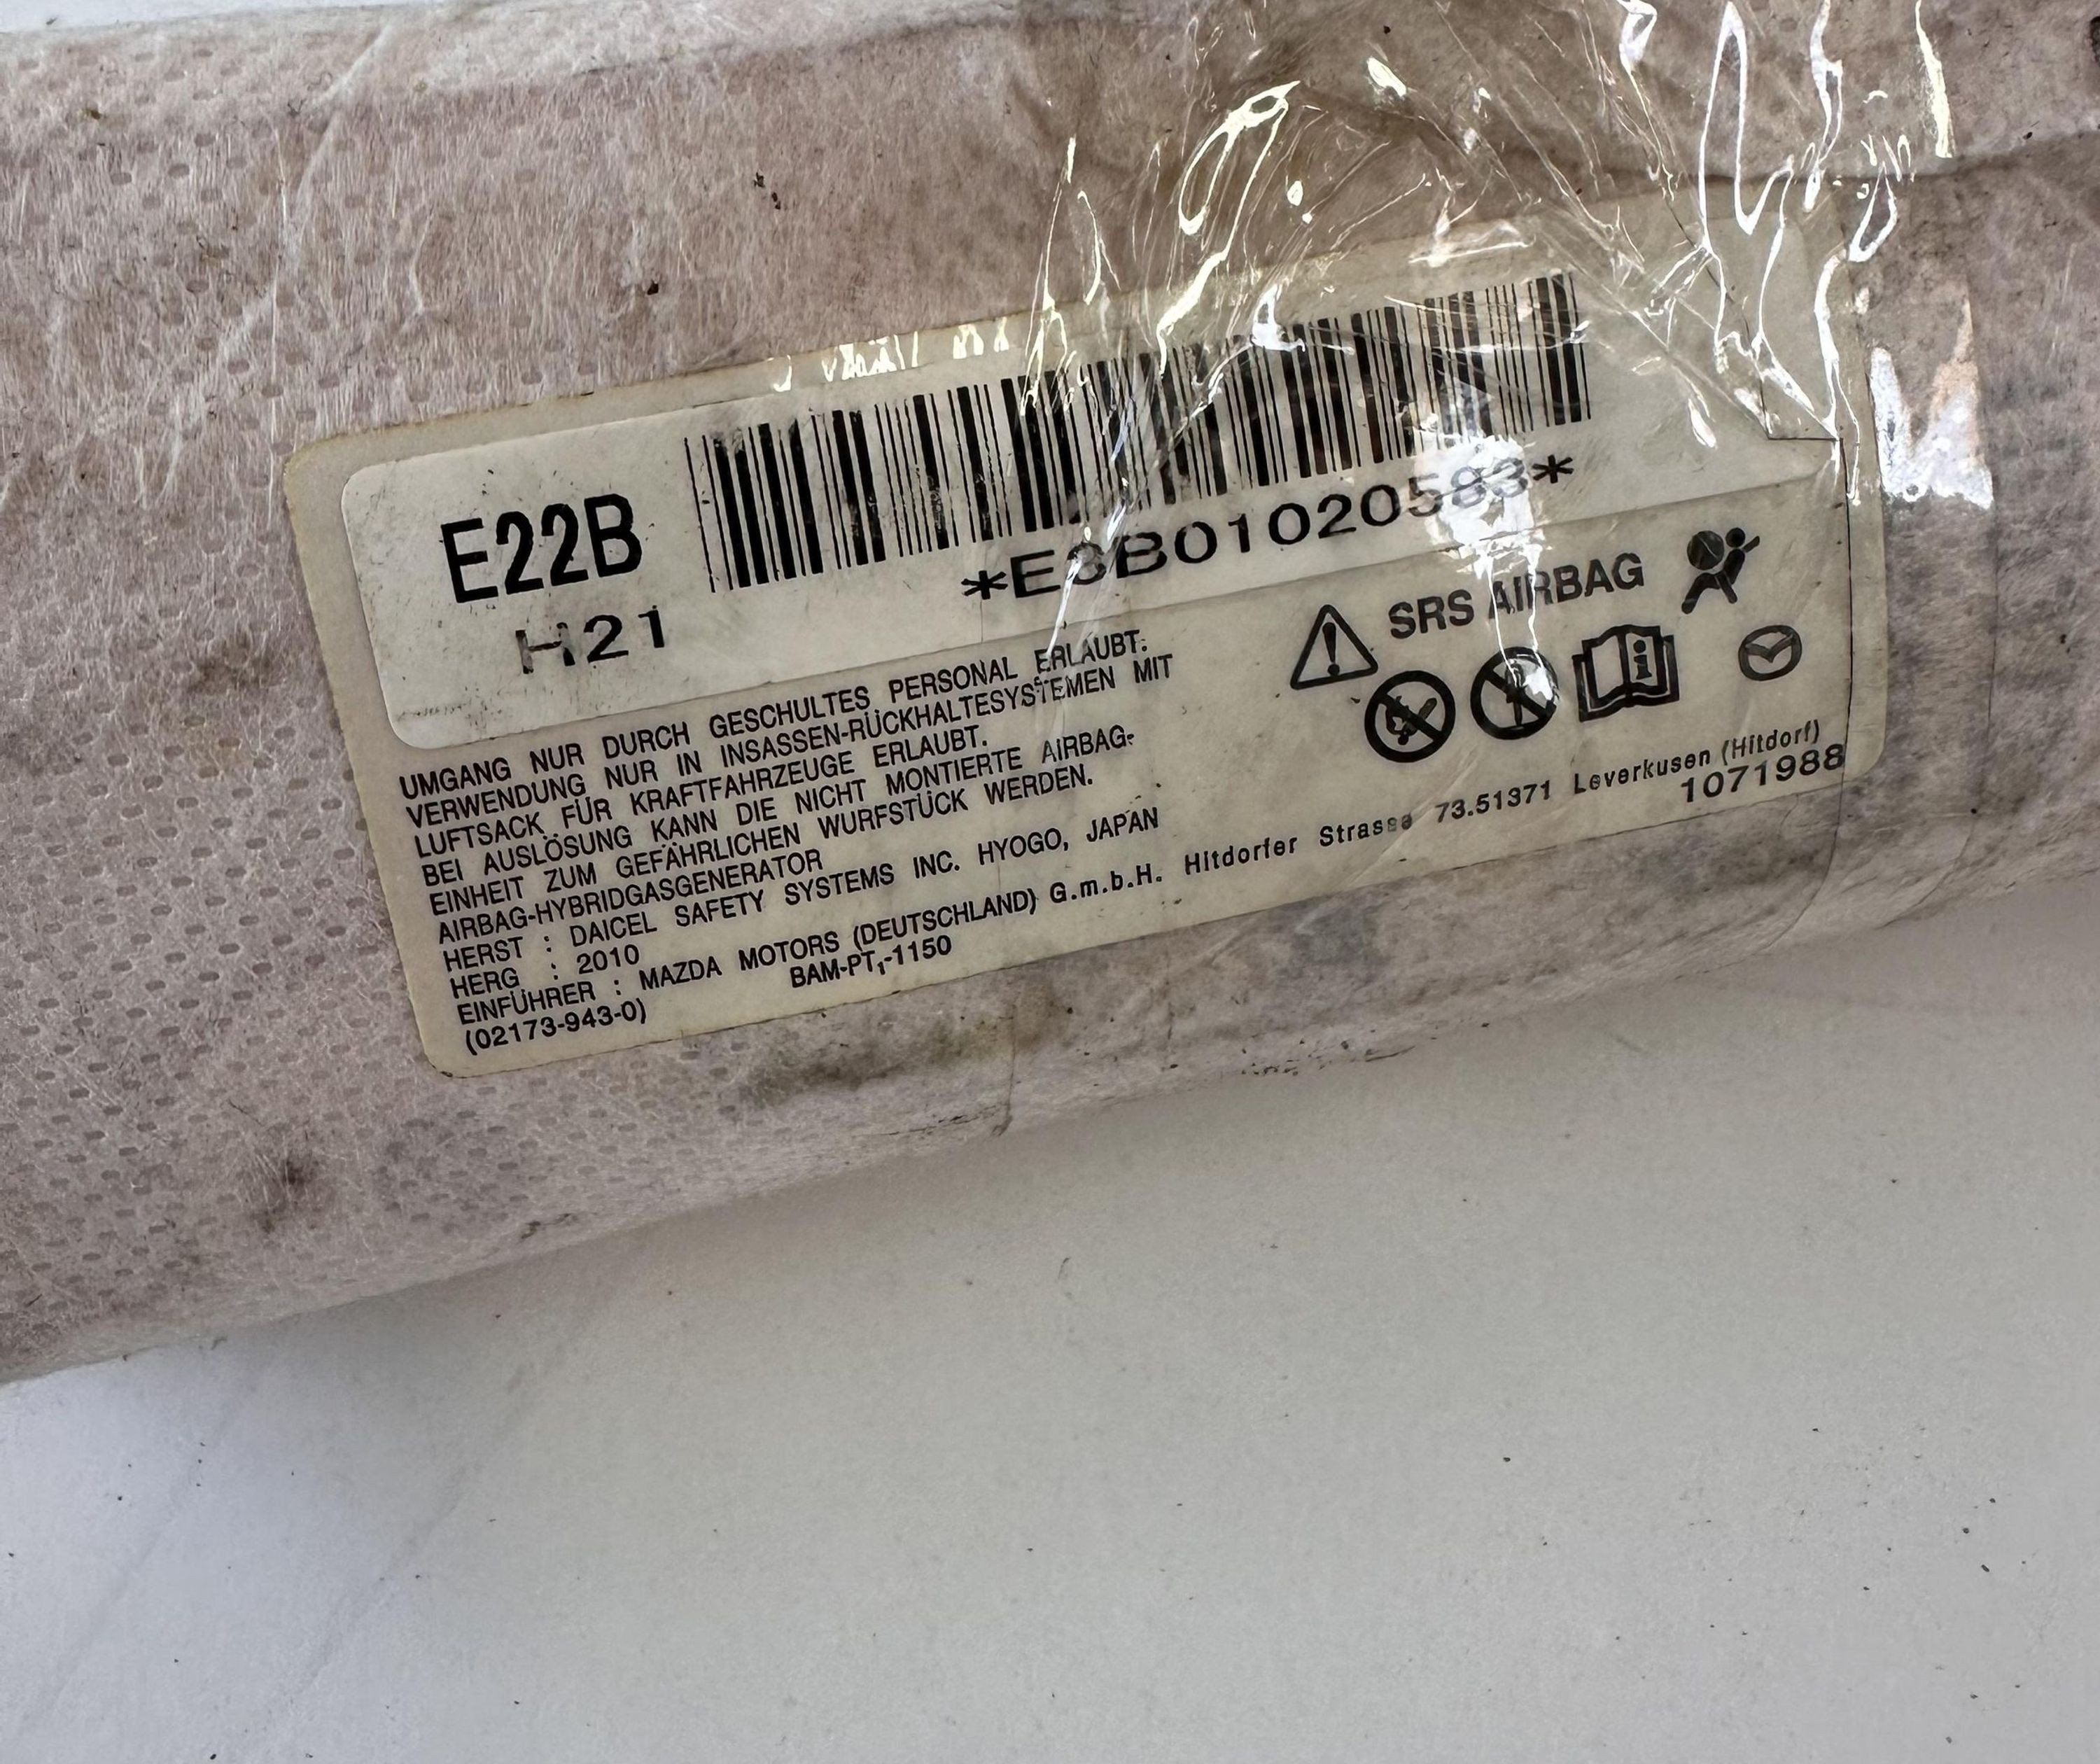 E22B
H21
*E3B01020583*
SRS AIRBAG
UMGANG NUR DURCH GESCHULTES PERSONAL ERLAUBT.
VERWENDUNG NUR IN INSASSEN-RÜCKHALTESYSTEMEN MIT
LUFTSACK FÜR KRAFTFAHRZEUGE ERLAUBT.
BEI AUSLÖSUNG KANN DIE NICHT MONTIERTE AIRBAG-
EINHEIT ZUM GEFÄHRLICHEN WURFSTÜCK WERDEN.
AIRBAG-HYBRIDGASGENERATOR
HERST : DAICEL SAFETY SYSTEMS INC. HYOGO, JAPAN
HERG : 2010
EINFÜHRER : MAZDA MOTORS (DEUTSCHLAND) G.m.b.H. Hitdorfer Strasse 73.51371 Leverkusen (Hitdorf)
(02173-943-0) BAM-PT₁-1150 1071988